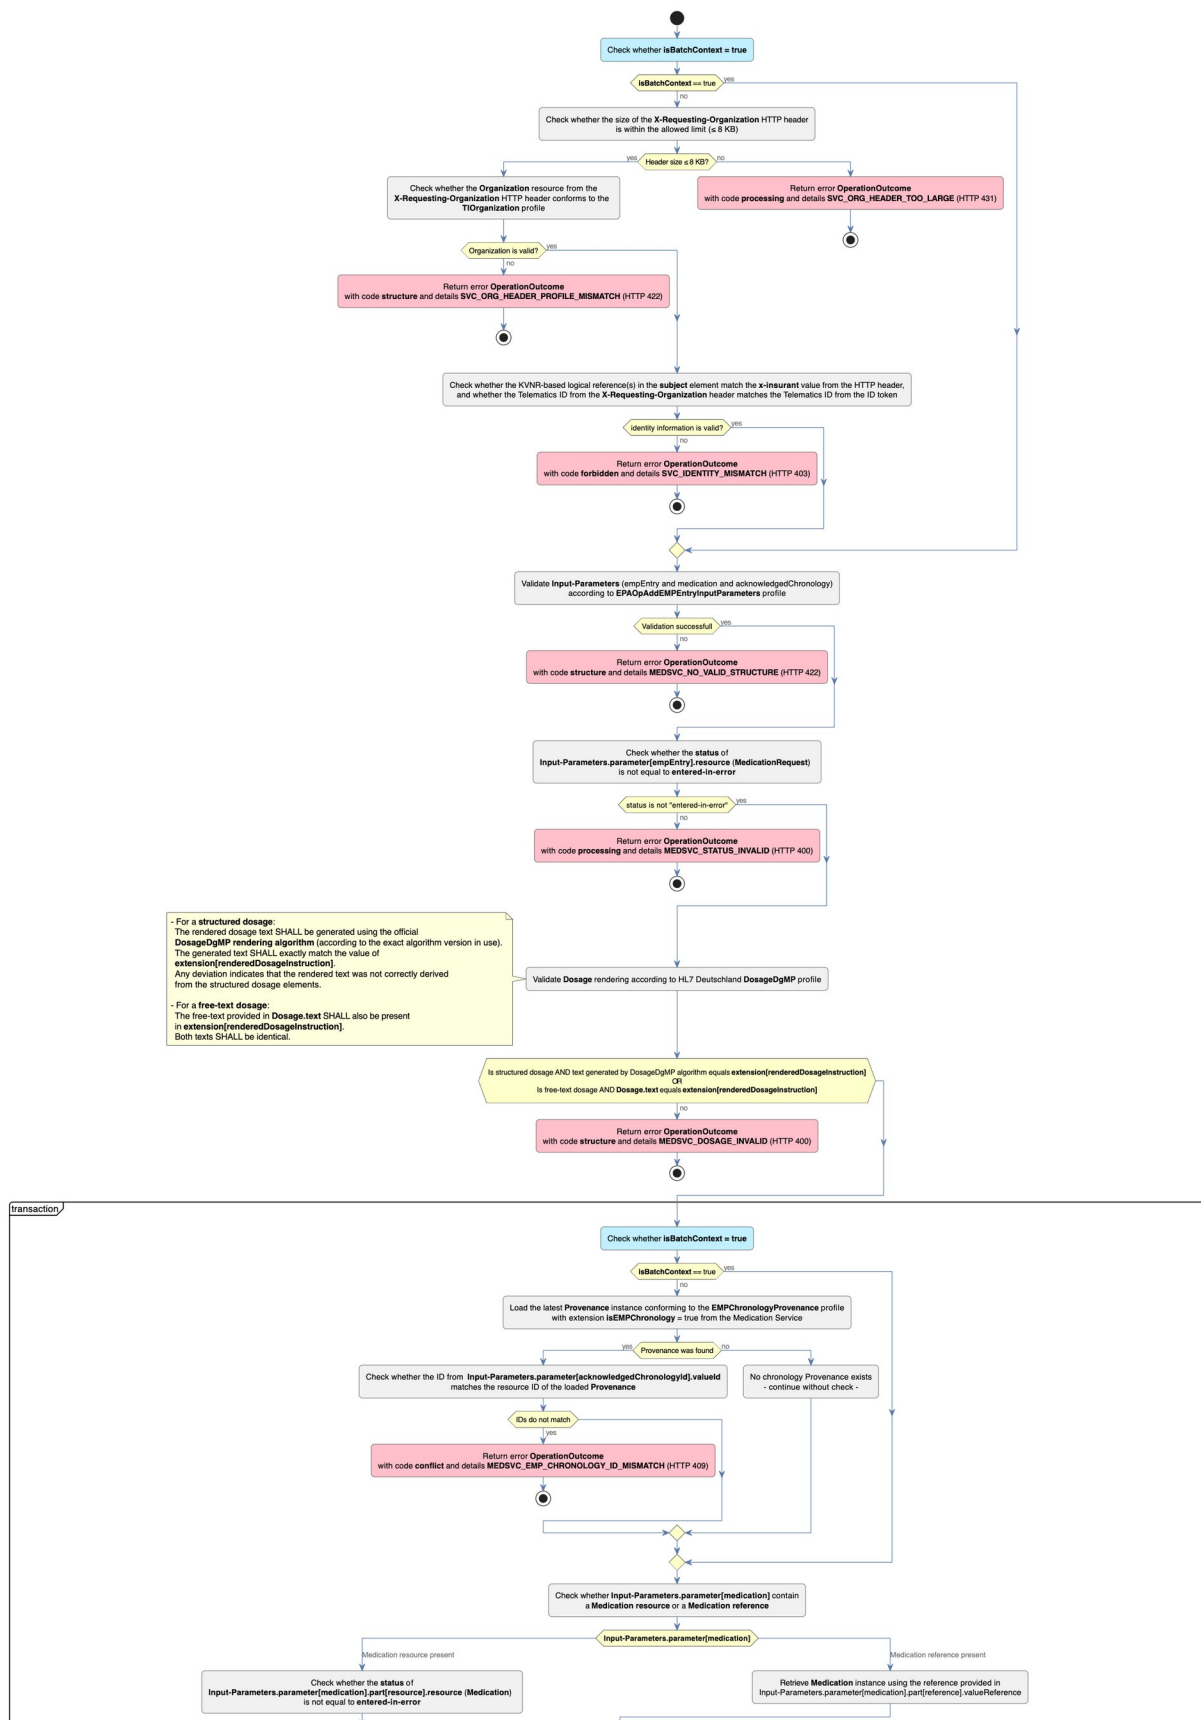 Check whether isBatchContext = true
isBatchContext == true
yes
no
Check whether the size of the X-Requesting-Organization HTTP header
is within the allowed limit (≤ 8 KB)
yes
Header size ≤ 8 KB?
no
Check whether the Organization resource from the
X-Requesting-Organization HTTP header conforms to the
TIOrganization profile
Return error OperationOutcome
with code processing and details SVC_ORG_HEADER_TOO_LARGE (HTTP 431)
Organization is valid?
yes
no
Return error OperationOutcome
with code structure and details SVC_ORG_HEADER_PROFILE_MISMATCH (HTTP 422)
Check whether the KVNR-based logical reference(s) in the subject element match the x-insurant value from the HTTP header,
and whether the Telematics ID from the X-Requesting-Organization header matches the Telematics ID from the ID token
identity information is valid?
yes
no
Return error OperationOutcome
with code forbidden and details SVC_IDENTITY_MISMATCH (HTTP 403)
Validate Input-Parameters (empEntry and medication and acknowledgedChronology)
according to EPAOpAddEMPEntryInputParameters profile
Validation successfull
yes
no
Return error OperationOutcome
with code structure and details MEDSVC_NO_VALID_STRUCTURE (HTTP 422)
Check whether the status of
Input-Parameters.parameter[empEntry].resource (MedicationRequest)
is not equal to entered-in-error
status is not "entered-in-error"
yes
no
Return error OperationOutcome
with code processing and details MEDSVC_STATUS_INVALID (HTTP 400)
- For a structured dosage:
The rendered dosage text SHALL be generated using the official
DosageDgMP rendering algorithm (according to the exact algorithm version in use).
The generated text SHALL exactly match the value of
extension[renderedDosageInstruction].
Any deviation indicates that the rendered text was not correctly derived
from the structured dosage elements.
- For a free-text dosage:
The free-text provided in Dosage.text SHALL also be present
in extension[renderedDosageInstruction].
Both texts SHALL be identical.
Validate Dosage rendering according to HL7 Deutschland DosageDgMP profile
Is structured dosage AND text generated by DosageDgMP algorithm equals extension[renderedDosageInstruction]
OR
Is free-text dosage AND Dosage.text equals extension[renderedDosageInstruction]
no
Return error OperationOutcome
with code structure and details MEDSVC_DOSAGE_INVALID (HTTP 400)
transaction
Check whether isBatchContext = true
isBatchContext == true
yes
no
Load the latest Provenance instance conforming to the EMPChronologyProvenance profile
with extension isEMPChronology = true from the Medication Service
yes
Provenance was found
no
Check whether the ID from Input-Parameters.parameter[acknowledgedChronologyId].valueId
matches the resource ID of the loaded Provenance
No chronology Provenance exists
- continue without check -
IDs do not match
yes
Return error OperationOutcome
with code conflict and details MEDSVC_EMP_CHRONOLOGY_ID_MISMATCH (HTTP 409)
Check whether Input-Parameters.parameter[medication] contain
a Medication resource or a Medication reference
Input-Parameters.parameter[medication]
Medication resource present
Medication reference present
Check whether the status of
Input-Parameters.parameter[medication].part[resource].resource (Medication)
is not equal to entered-in-error
Retrieve Medication instance using the reference provided in
Input-Parameters.parameter[medication].part[reference].valueReference